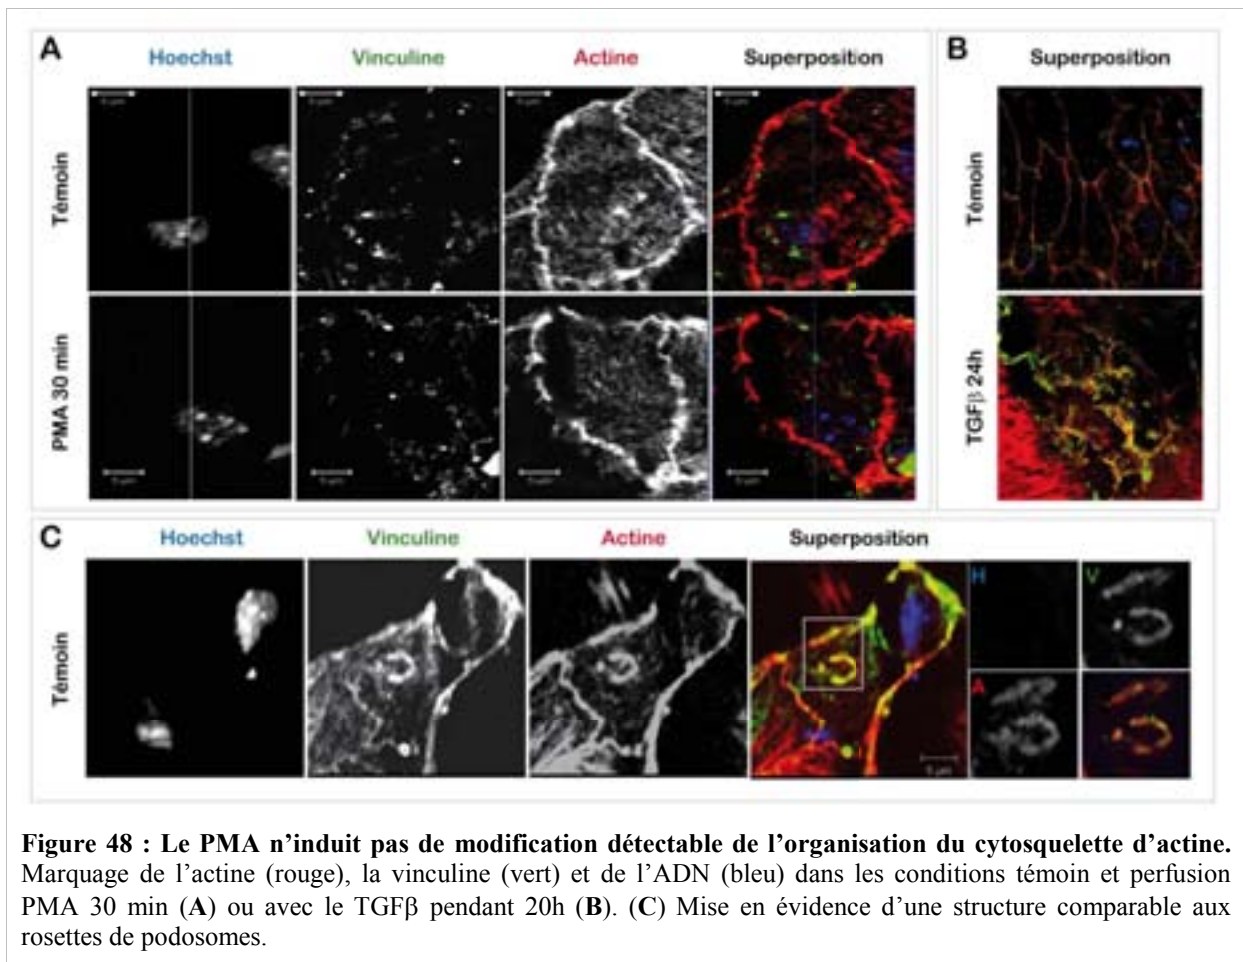 A
Hoechst Vinculine Actine Superposition
Témoin
PMA 30 min
B
Superposition
Témoin
TGFβ 24h
C
Hoechst Vinculine Actine Superposition
Témoin
H V
A
5 µm
Figure 48 : Le PMA n’induit pas de modification détectable de l’organisation du cytosquelette d’actine.
Marquage de l’actine (rouge), la vinculine (vert) et de l’ADN (bleu) dans les conditions témoin et perfusion
PMA 30 min (A) ou avec le TGFβ pendant 20h (B). (C) Mise en évidence d’une structure comparable aux
rosettes de podosomes.